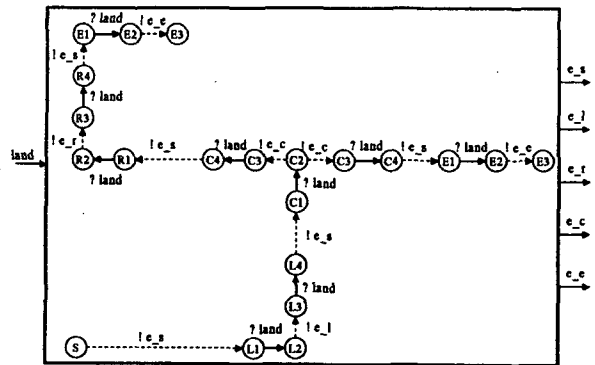 ? land ! e_e
E1 E2 E3
! e_s
e_s
R4
? land
R3
e_l
! e_r
! e_s ? land ! e_c ! e_c ? land ! e_s ? land ! e_e
land
R2 R1 C4 C3 C2 C3 C4 E1 E2 E3
? land
? land
e_r
C1
! e_s
e_c
L4
? land
e_e
L3
! e_l
! e_s ? land
S L1 L2